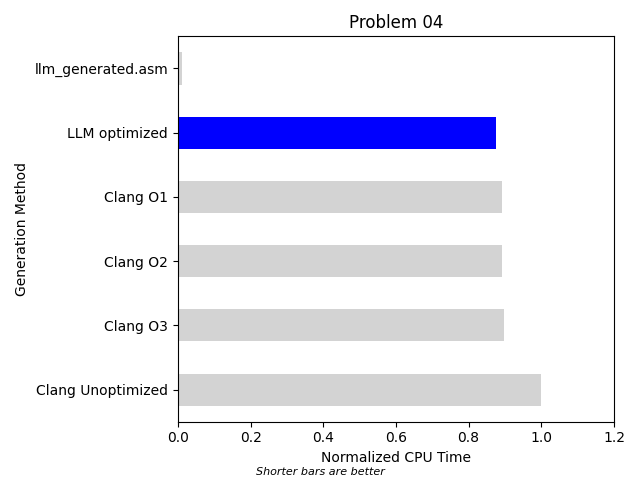 Problem 04
llm_generated.asm
LLM optimized
Clang O1
Clang O2
Clang O3
Clang Unoptimized
Generation Method
0.0 0.2 0.4 0.6 0.8 1.0 1.2
Normalized CPU Time
Shorter bars are better